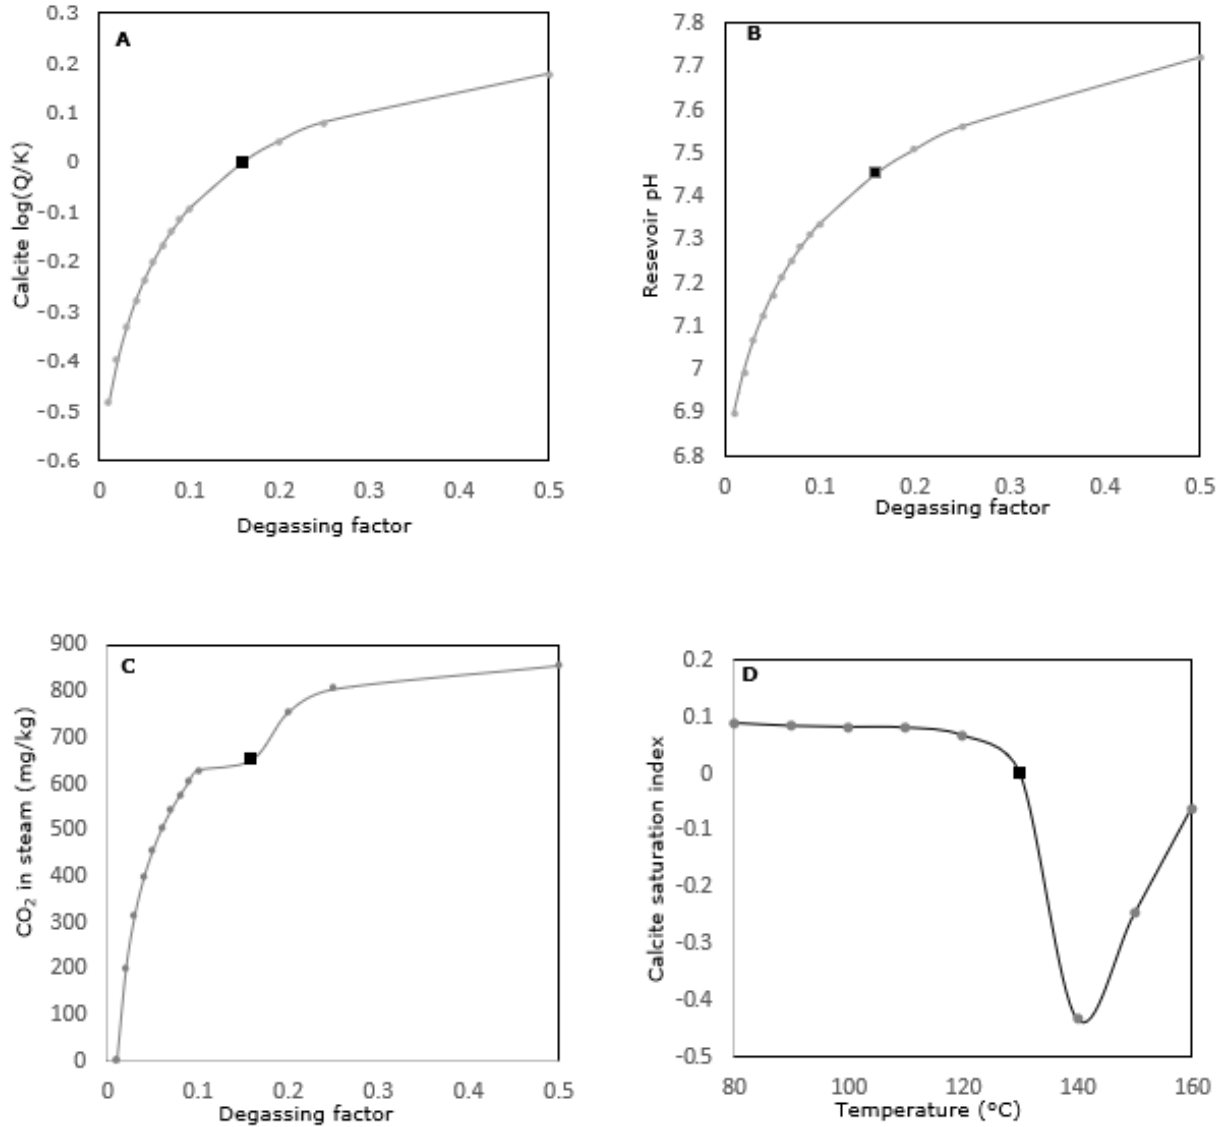 A
0.3
0.2
0.1
0
-0.1
-0.2
-0.3
-0.4
-0.5
-0.6
Calcite log(Q/K)
0 0.1 0.2 0.3 0.4 0.5
Degassing factor
B
7.8
7.7
7.6
7.5
7.4
7.3
7.2
7.1
7
6.9
6.8
Resevoir pH
0 0.1 0.2 0.3 0.4 0.5
Degassing factor
C
900
800
700
600
500
400
300
200
100
0
CO₂ in steam (mg/kg)
0 0.1 0.2 0.3 0.4 0.5
Degassing factor
D
0.2
0.1
0
-0.1
-0.2
-0.3
-0.4
-0.5
Calcite saturation index
80 100 120 140 160
Temperature (°C)